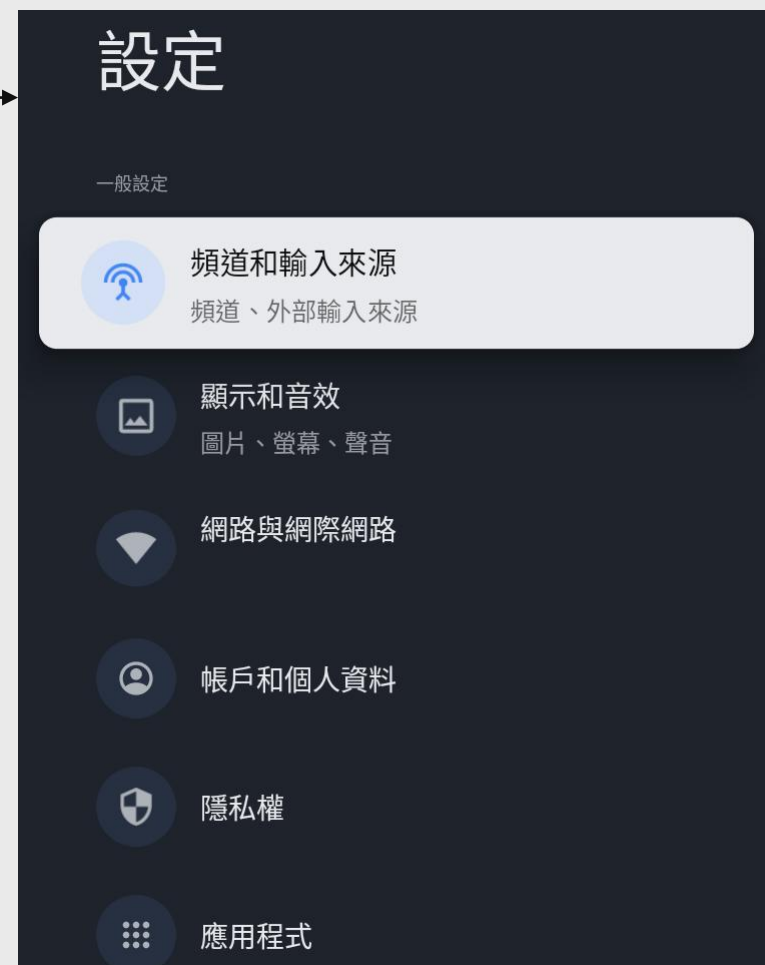 設定
一般設定
頻道和輸入來源
頻道、外部輸入來源
顯示和音效
圖片、螢幕、聲音
網路與網際網路
帳戶和個人資料
隱私權
應用程式